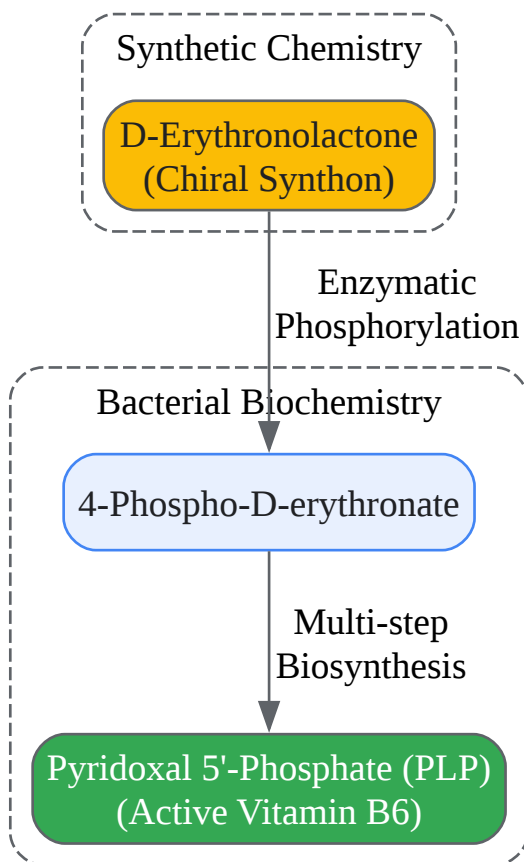 Synthetic Chemistry
D-Erythronolactone
(Chiral Synthon)
Enzymatic
Phosphorylation
Bacterial Biochemistry
4-Phospho-D-erythronate
Multi-step
Biosynthesis
Pyridoxal 5'-Phosphate (PLP)
(Active Vitamin B6)